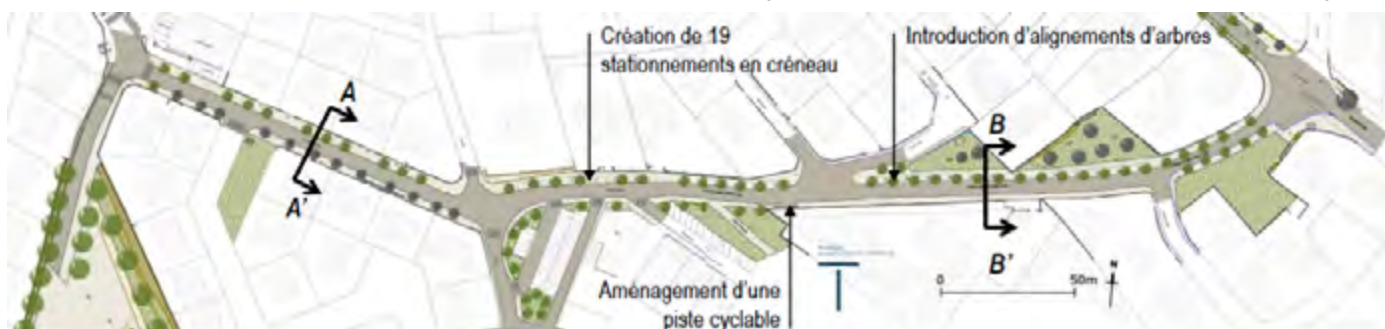 Création de 19
stationnements en créneau
Introduction d'alignements d'arbres
A
A'
B
B'
Aménagement d'une
piste cyclable
0
50m
N